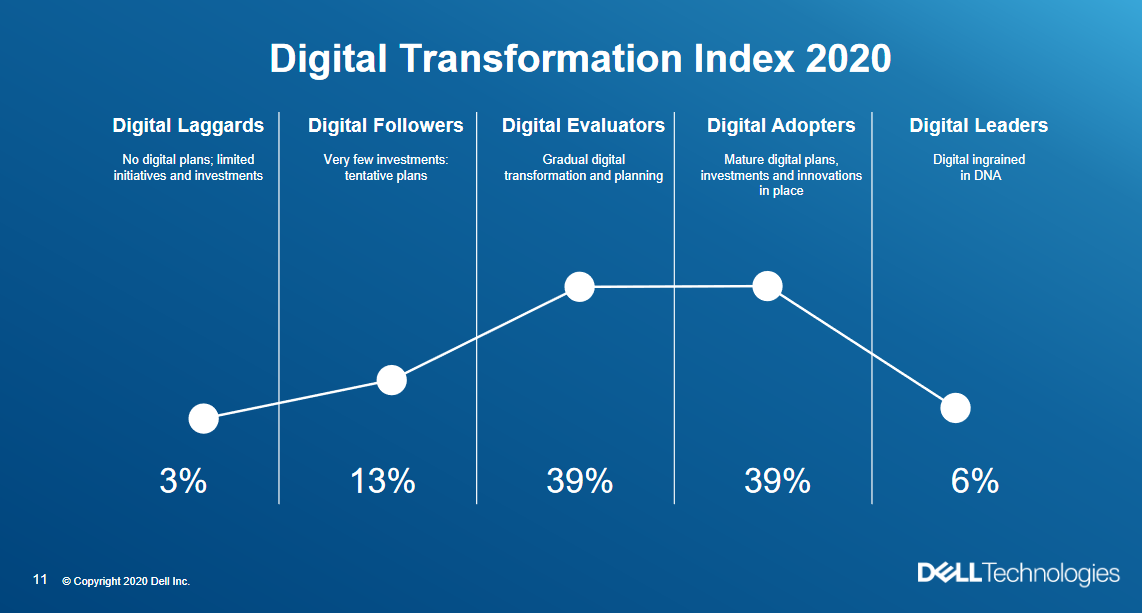 Digital Transformation Index 2020
Digital Laggards
No digital plans; limited
initiatives and investments
Digital Followers
Very few investments:
tentative plans
Digital Evaluators
Gradual digital
transformation and planning
Digital Adopters
Mature digital plans,
investments and innovations
in place
Digital Leaders
Digital ingrained
in DNA
3%
13%
39%
39%
6%
11
© Copyright 2020 Dell Inc.
DELLTechnologies